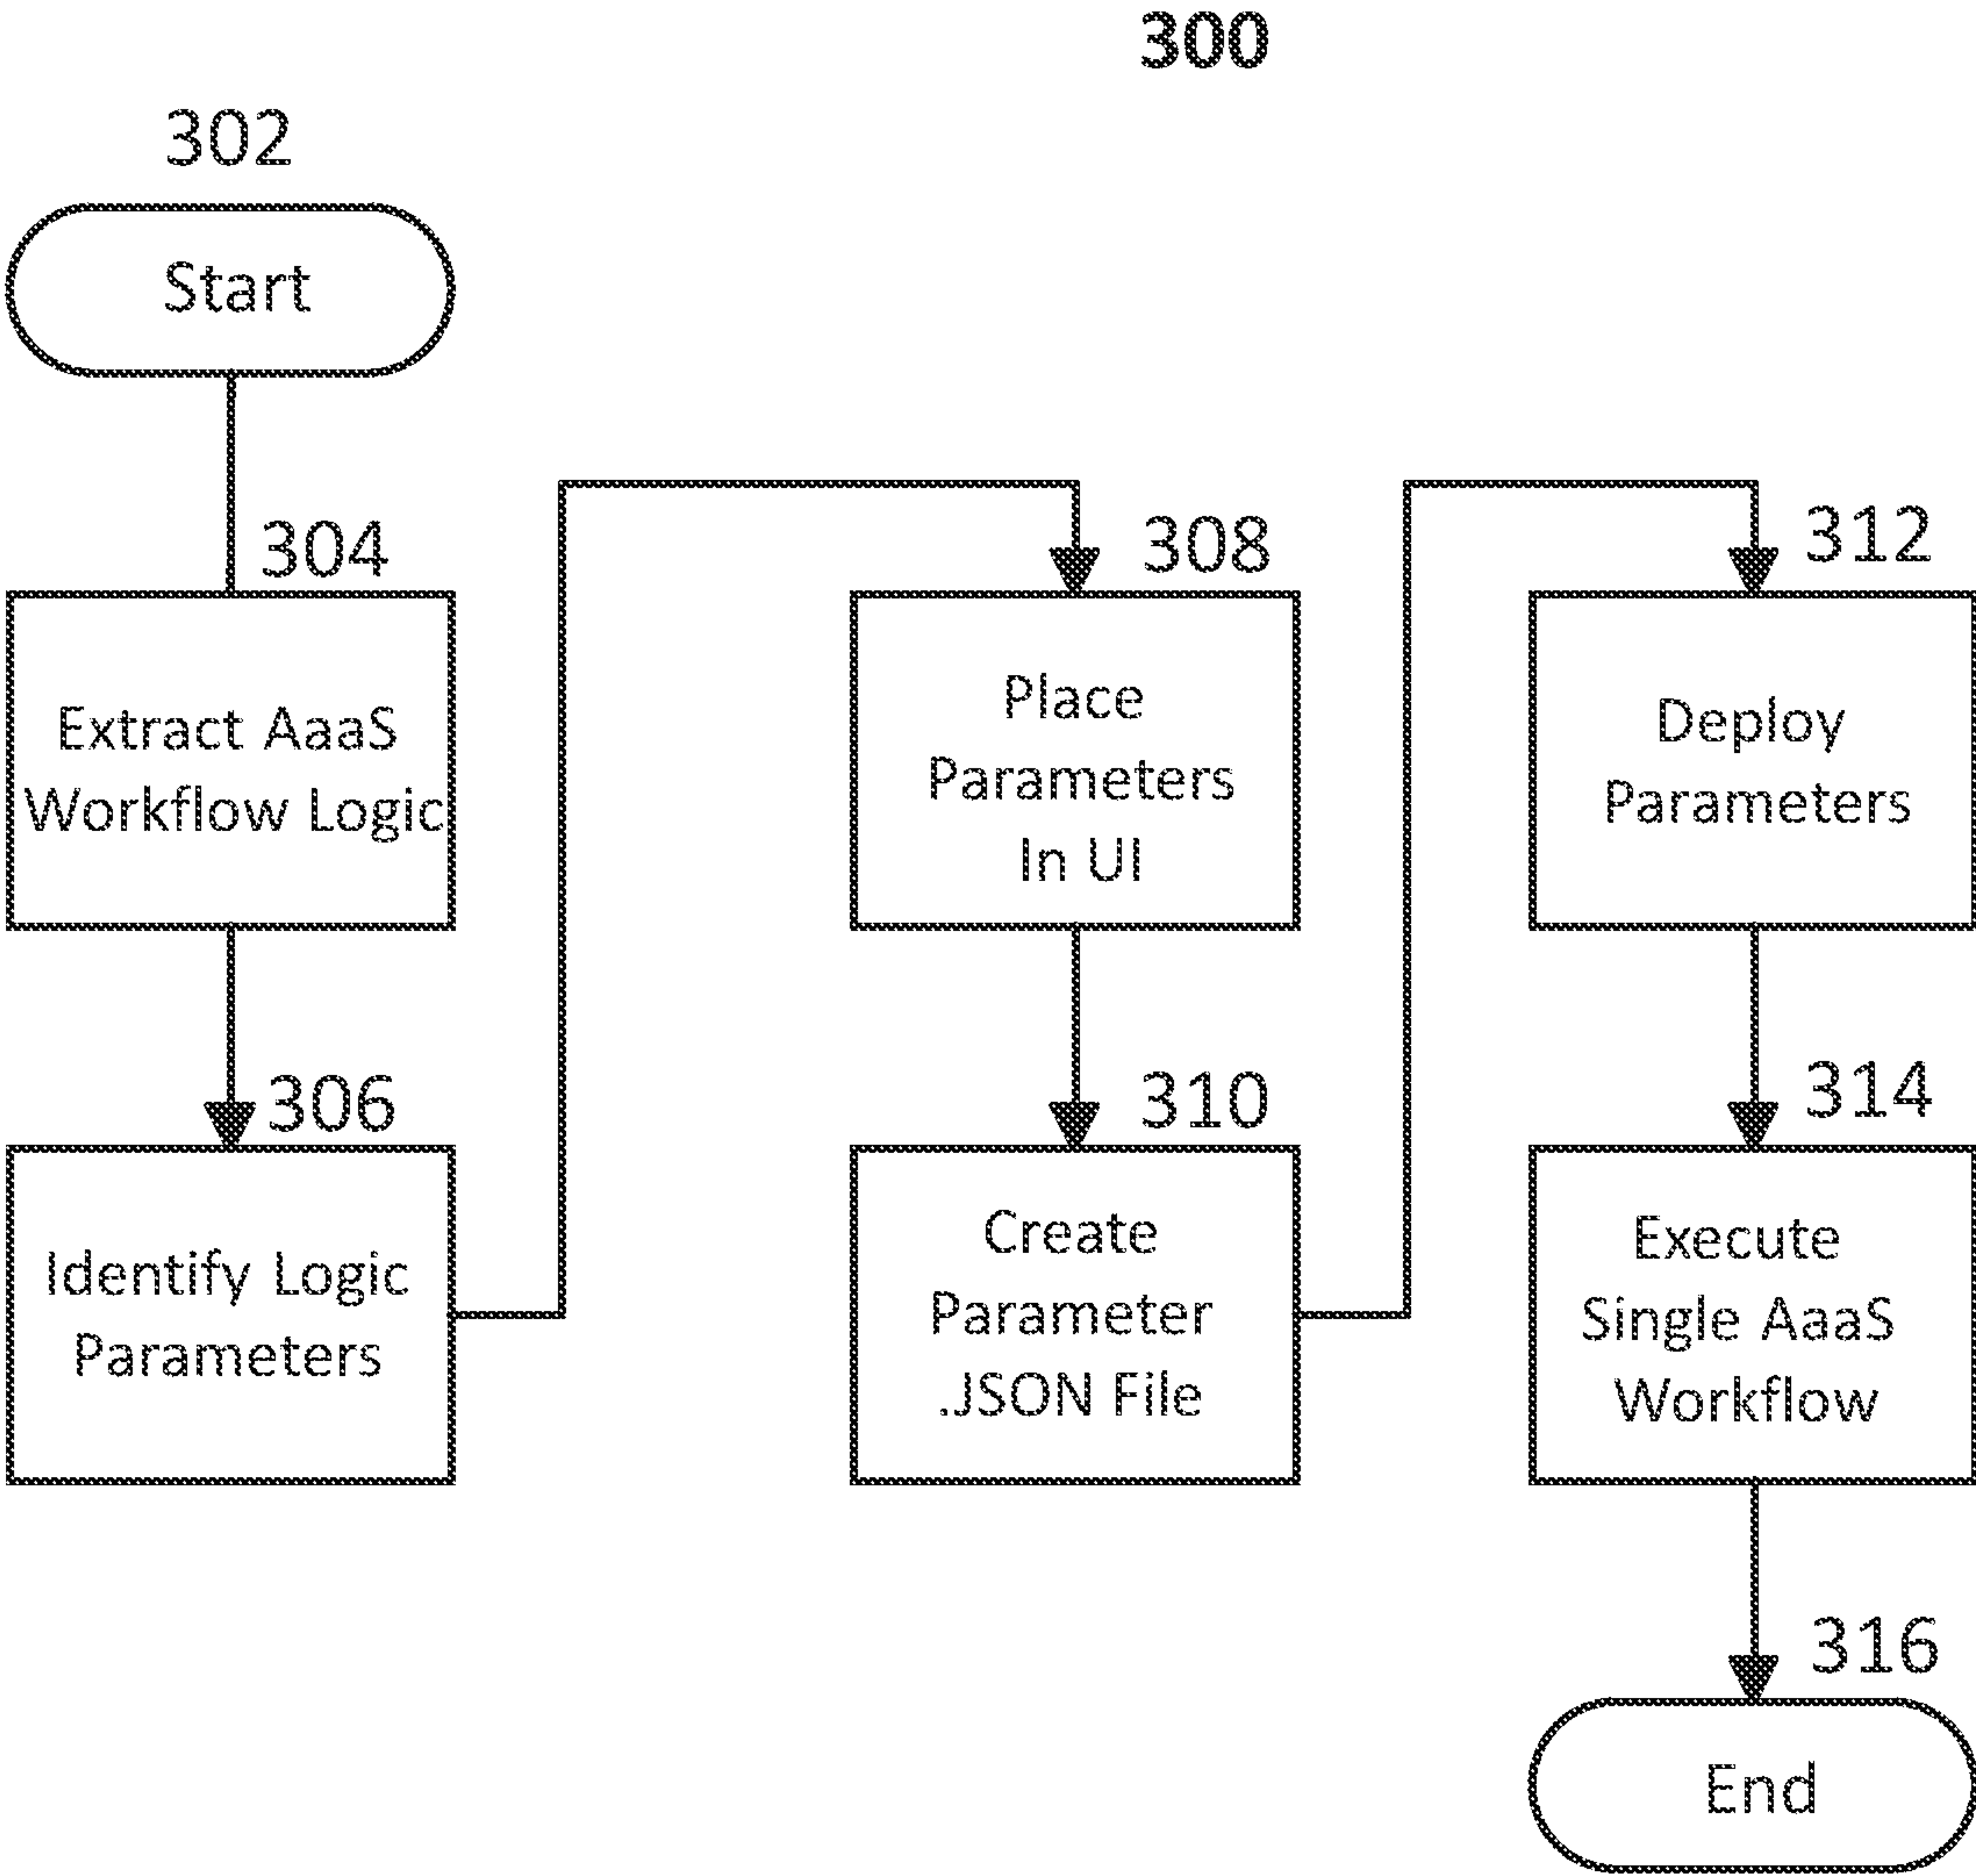 300
302
Start
304
Extract AaaS
Workflow Logic
306
Identify Logic
Parameters
308
Place
Parameters
In UI
310
Create
Parameter
.JSON File
312
Deploy
Parameters
314
Execute
Single AaaS
Workflow
316
End